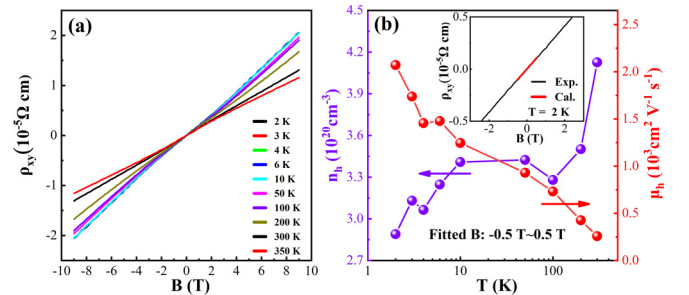 (a)
ρxy (10⁻⁵Ω cm)
2
1
0
-1
-2
2 K
3 K
4 K
6 K
10 K
50 K
100 K
200 K
300 K
350 K
-10 -8 -6 -4 -2 0 2 4 6 8 10
B (T)
(b)
nh (10²⁰cm⁻³)
4.5
4.1
3.6
3.3
3.0
2.7
ρxy(10⁻⁵Ω cm)
0.5
0.0
-0.5
Exp.
Cal.
T = 2 K
-2 0 2
B (T)
Fitted B: -0.5 T~0.5 T
1 10 100
T (K)
2.5
2.0
1.5
1.0
0.5
0.0
μh (10³cm² V⁻¹ s⁻¹)